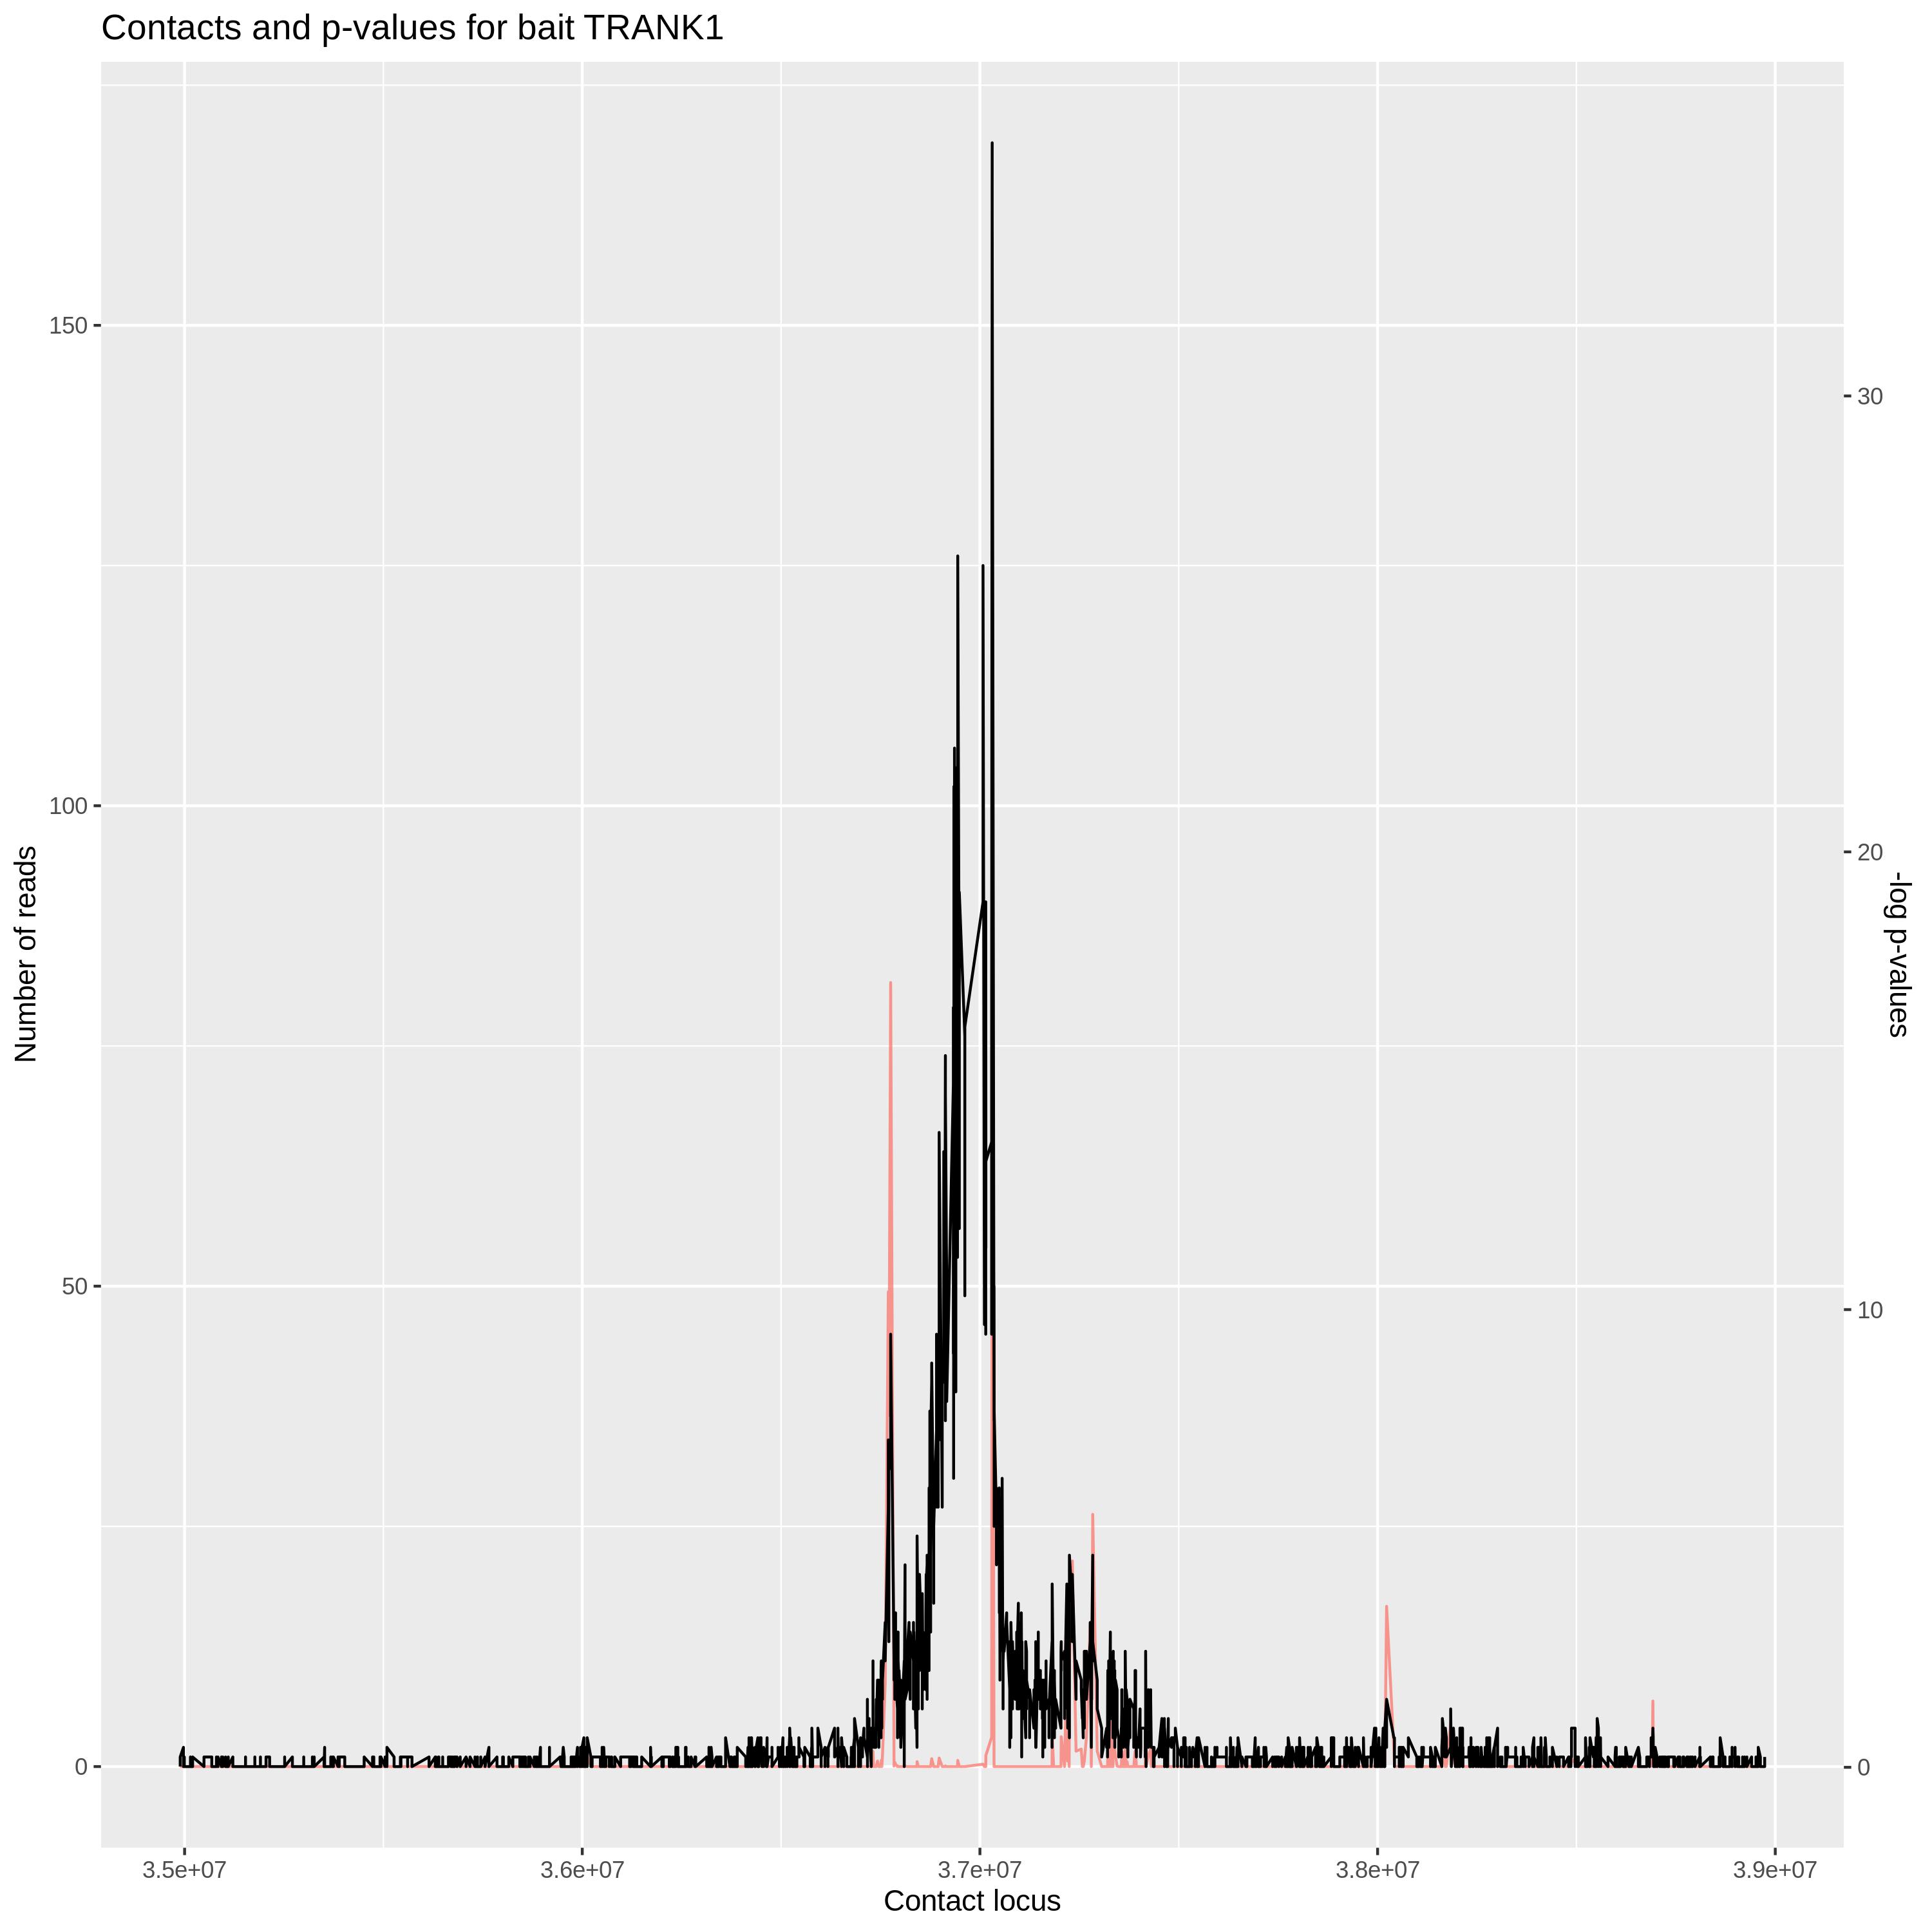 Contacts and p-values for bait TRANK1
150
100
50
0
Number of reads
30
20
10
0
-log p-values
3.5e+07
3.6e+07
3.7e+07
3.8e+07
3.9e+07
Contact locus